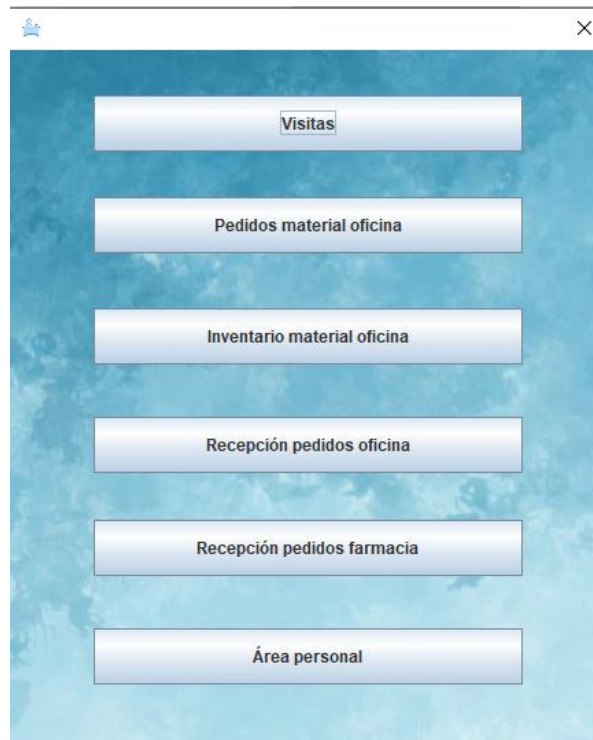 Visitas
Pedidos material oficina
Inventario material oficina
Recepción pedidos oficina
Recepción pedidos farmacia
Área personal